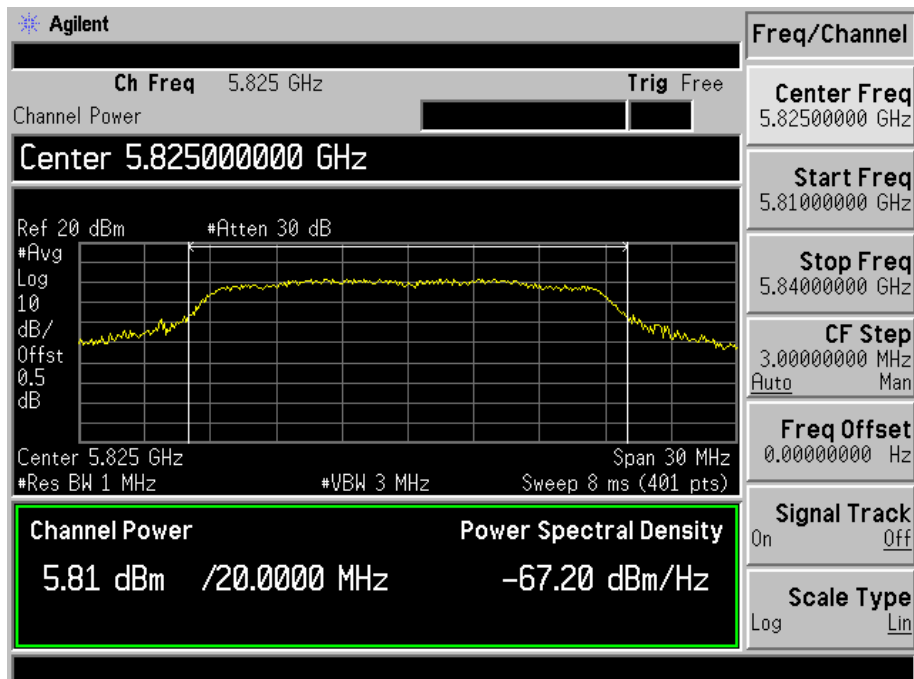 Agilent
Freq/Channel
Ch Freq 5.825 GHz Trig Free
Channel Power
Center 5.825000000 GHz
Ref 20 dBm #Atten 30 dB
#Avg
Log
10
dB/
Offst
0.5
dB
Center 5.825 GHz Span 30 MHz
#Res BW 1 MHz #VBW 3 MHz Sweep 8 ms (401 pts)
Channel Power Power Spectral Density
5.81 dBm /20.0000 MHz -67.20 dBm/Hz
Center Freq
5.82500000 GHz
Start Freq
5.81000000 GHz
Stop Freq
5.84000000 GHz
CF Step
3.00000000 MHz
Auto Man
Freq Offset
0.00000000 Hz
Signal Track
On Off
Scale Type
Log Lin